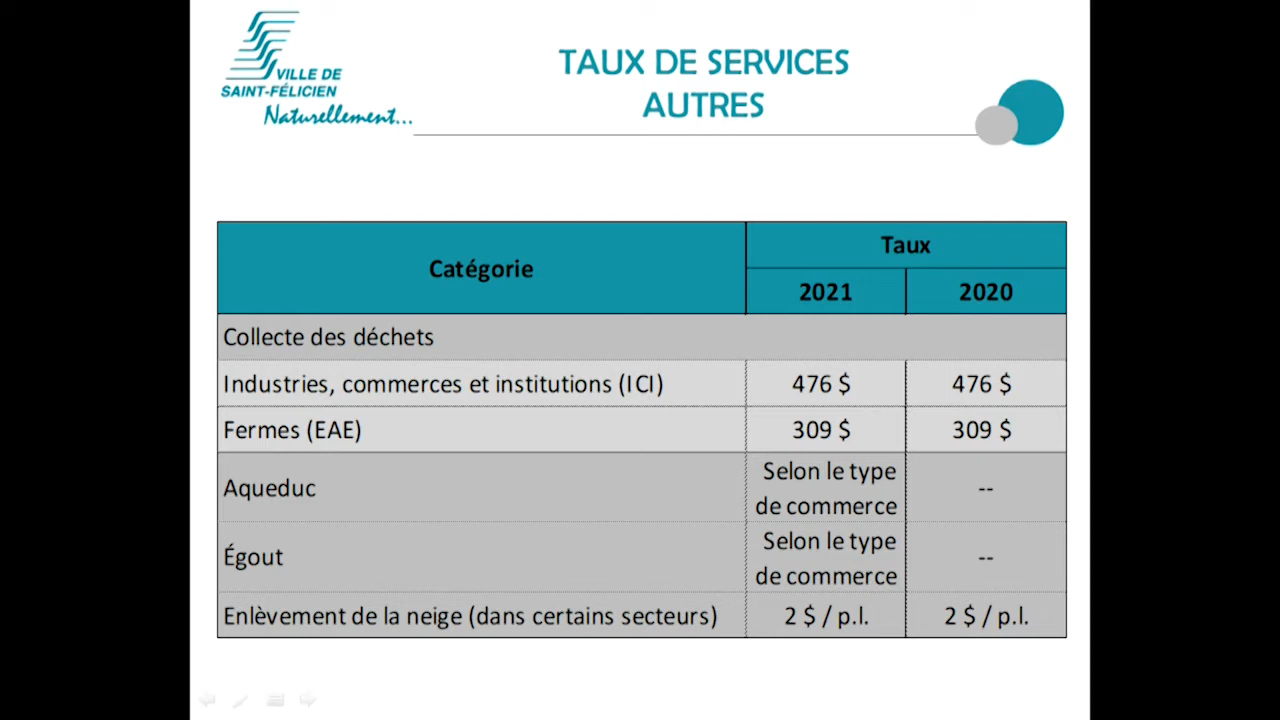 VILLE DE
SAINT-FÉLICIEN
Naturellement...
TAUX DE SERVICES
AUTRES
Catégorie
Taux
2021
2020
Collecte des déchets
Industries, commerces et institutions (ICI) 476 $ 476 $
Fermes (EAE) 309 $ 309 $
Aqueduc Selon le type de commerce --
Égout Selon le type de commerce --
Enlèvement de la neige (dans certains secteurs) 2 $ / p.l. 2 $ / p.l.